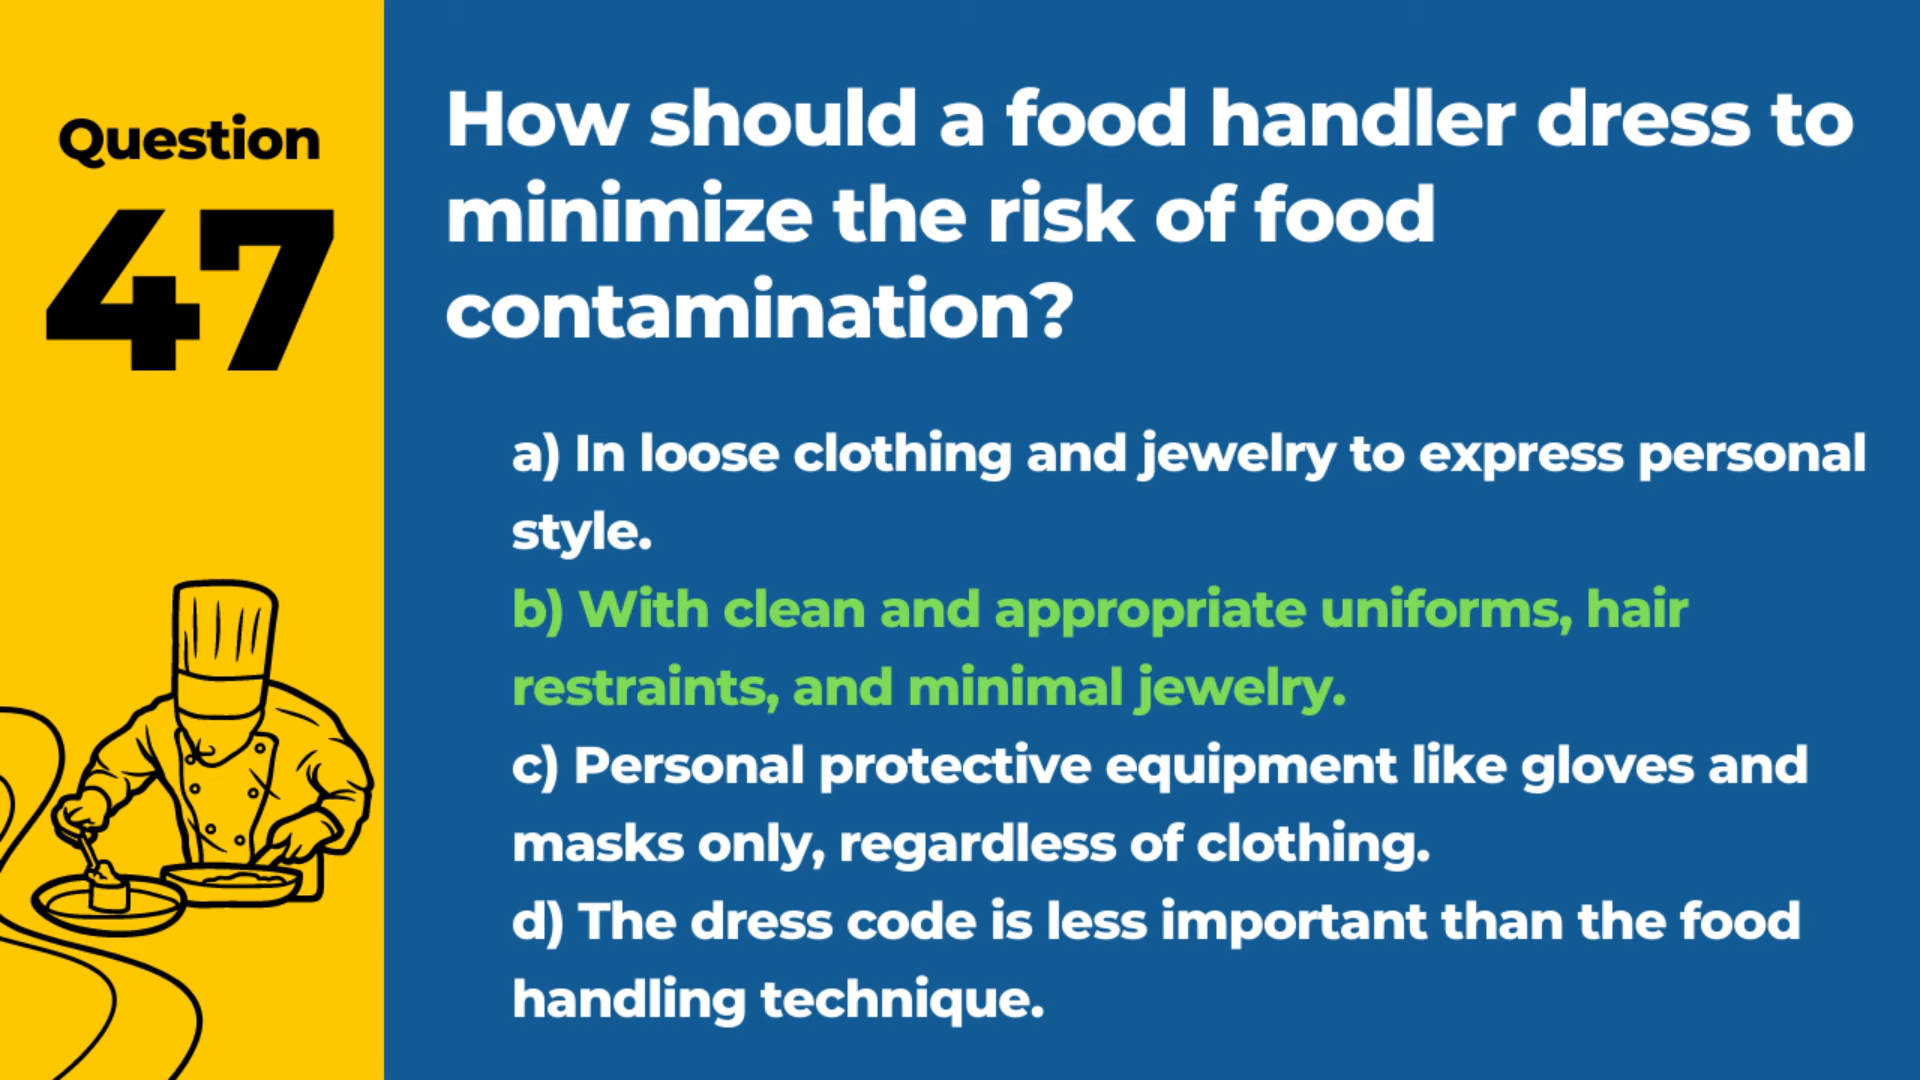 Question
47
How should a food handler dress to
minimize the risk of food
contamination?
a) In loose clothing and jewelry to express personal
style.
b) With clean and appropriate uniforms, hair
restraints, and minimal jewelry.
c) Personal protective equipment like gloves and
masks only, regardless of clothing.
d) The dress code is less important than the food
handling technique.